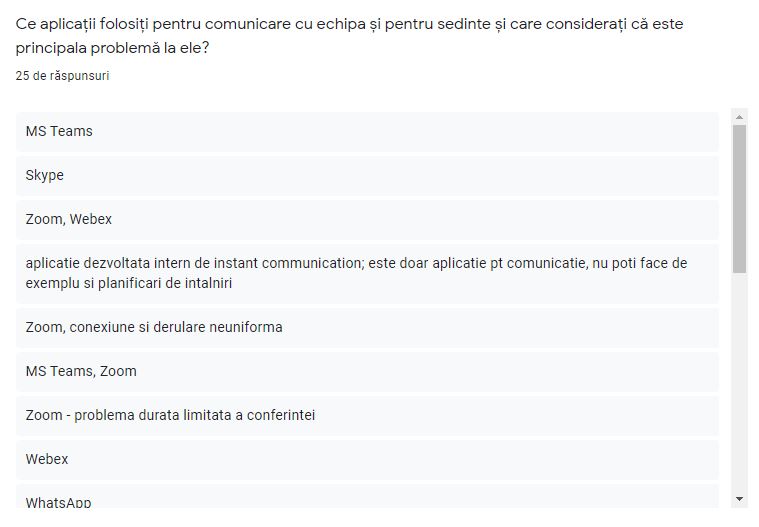 Ce aplicații folosiți pentru comunicare cu echipa și pentru sedinte și care considerați că este
principala problemă la ele?
25 de răspunsuri
MS Teams
Skype
Zoom, Webex
aplicatie dezvoltata intern de instant communication; este doar aplicatie pt comunicatie, nu poti face de
exemplu si planificari de intalniri
Zoom, conexiune si derulare neuniforma
MS Teams, Zoom
Zoom - problema durata limitata a conferintei
Webex
WhatsApp